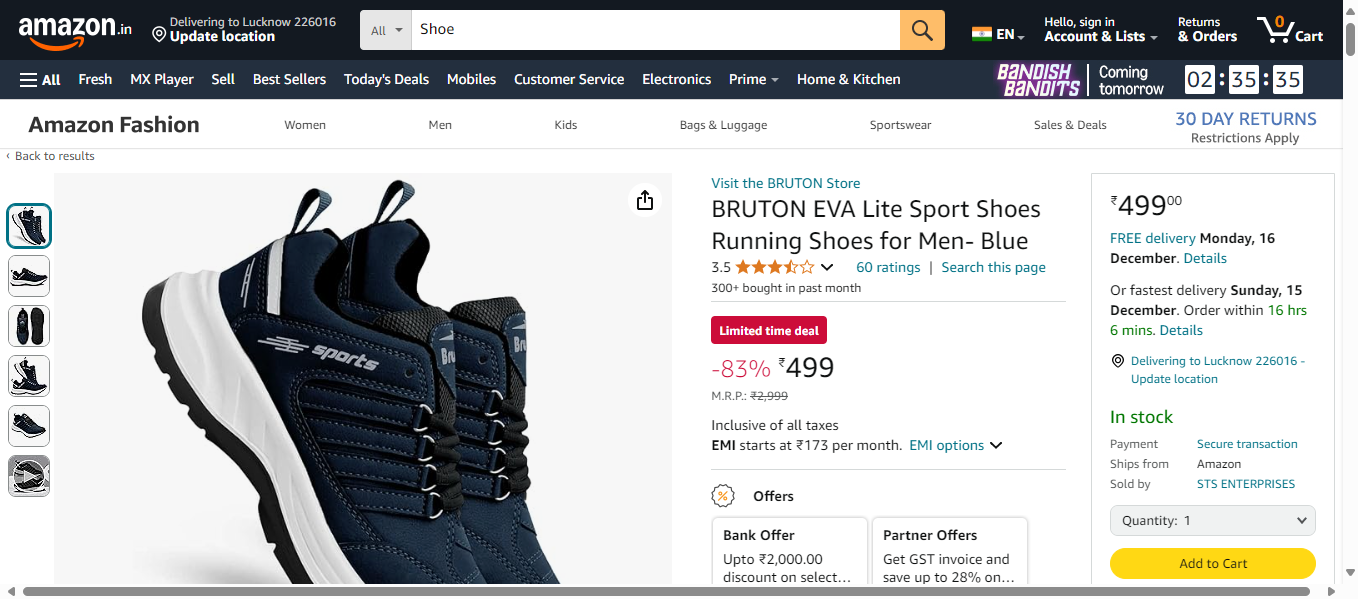 amazon.in
Delivering to Lucknow 226016
Update location
All
Shoe
EN
Hello, sign in
Account & Lists
Returns
& Orders
0
Cart
All
Fresh
MX Player
Sell
Best Sellers
Today's Deals
Mobiles
Customer Service
Electronics
Prime
Home & Kitchen
BANDISH
BANDITS
Coming
tomorrow
02 : 35 : 35
Amazon Fashion
Women
Men
Kids
Bags & Luggage
Sportswear
Sales & Deals
30 DAY RETURNS
Restrictions Apply
‹ Back to results
sports
Bru
Bru
Visit the BRUTON Store
BRUTON EVA Lite Sport Shoes
Running Shoes for Men- Blue
3.5
60 ratings | Search this page
300+ bought in past month
Limited time deal
-83% ₹499
M.R.P.: ₹2,999
Inclusive of all taxes
EMI starts at ₹173 per month. EMI options
% Offers
Bank Offer
Upto ₹2,000.00
discount on select…
Partner Offers
Get GST invoice and
save up to 28% on…
₹49900
FREE delivery Monday, 16
December. Details
Or fastest delivery Sunday, 15
December. Order within 16 hrs
6 mins. Details
Delivering to Lucknow 226016 -
Update location
In stock
Payment Secure transaction
Ships from Amazon
Sold by STS ENTERPRISES
Quantity: 1
Add to Cart